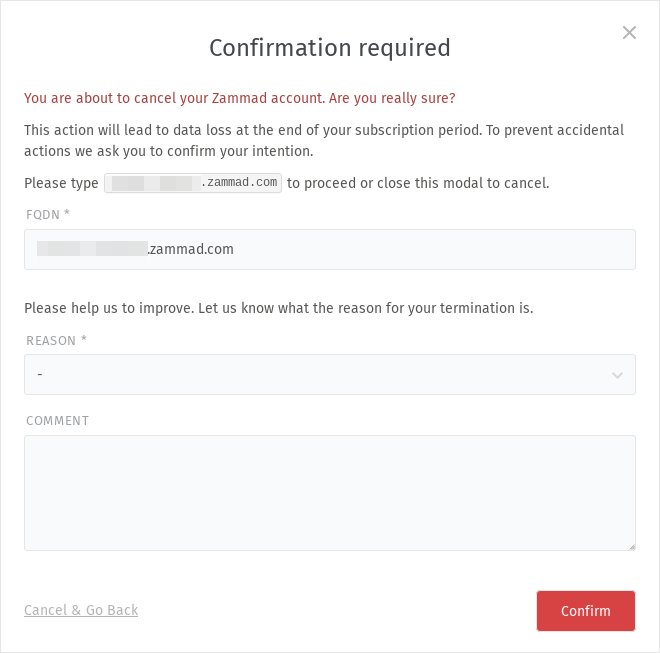 Confirmation required
You are about to cancel your Zammad account. Are you really sure?
This action will lead to data loss at the end of your subscription period. To prevent accidental
actions we ask you to confirm your intention.
Please type .zammad.com to proceed or close this modal to cancel.
FQDN *
.zammad.com
Please help us to improve. Let us know what the reason for your termination is.
REASON *
-
COMMENT
Cancel & Go Back
Confirm